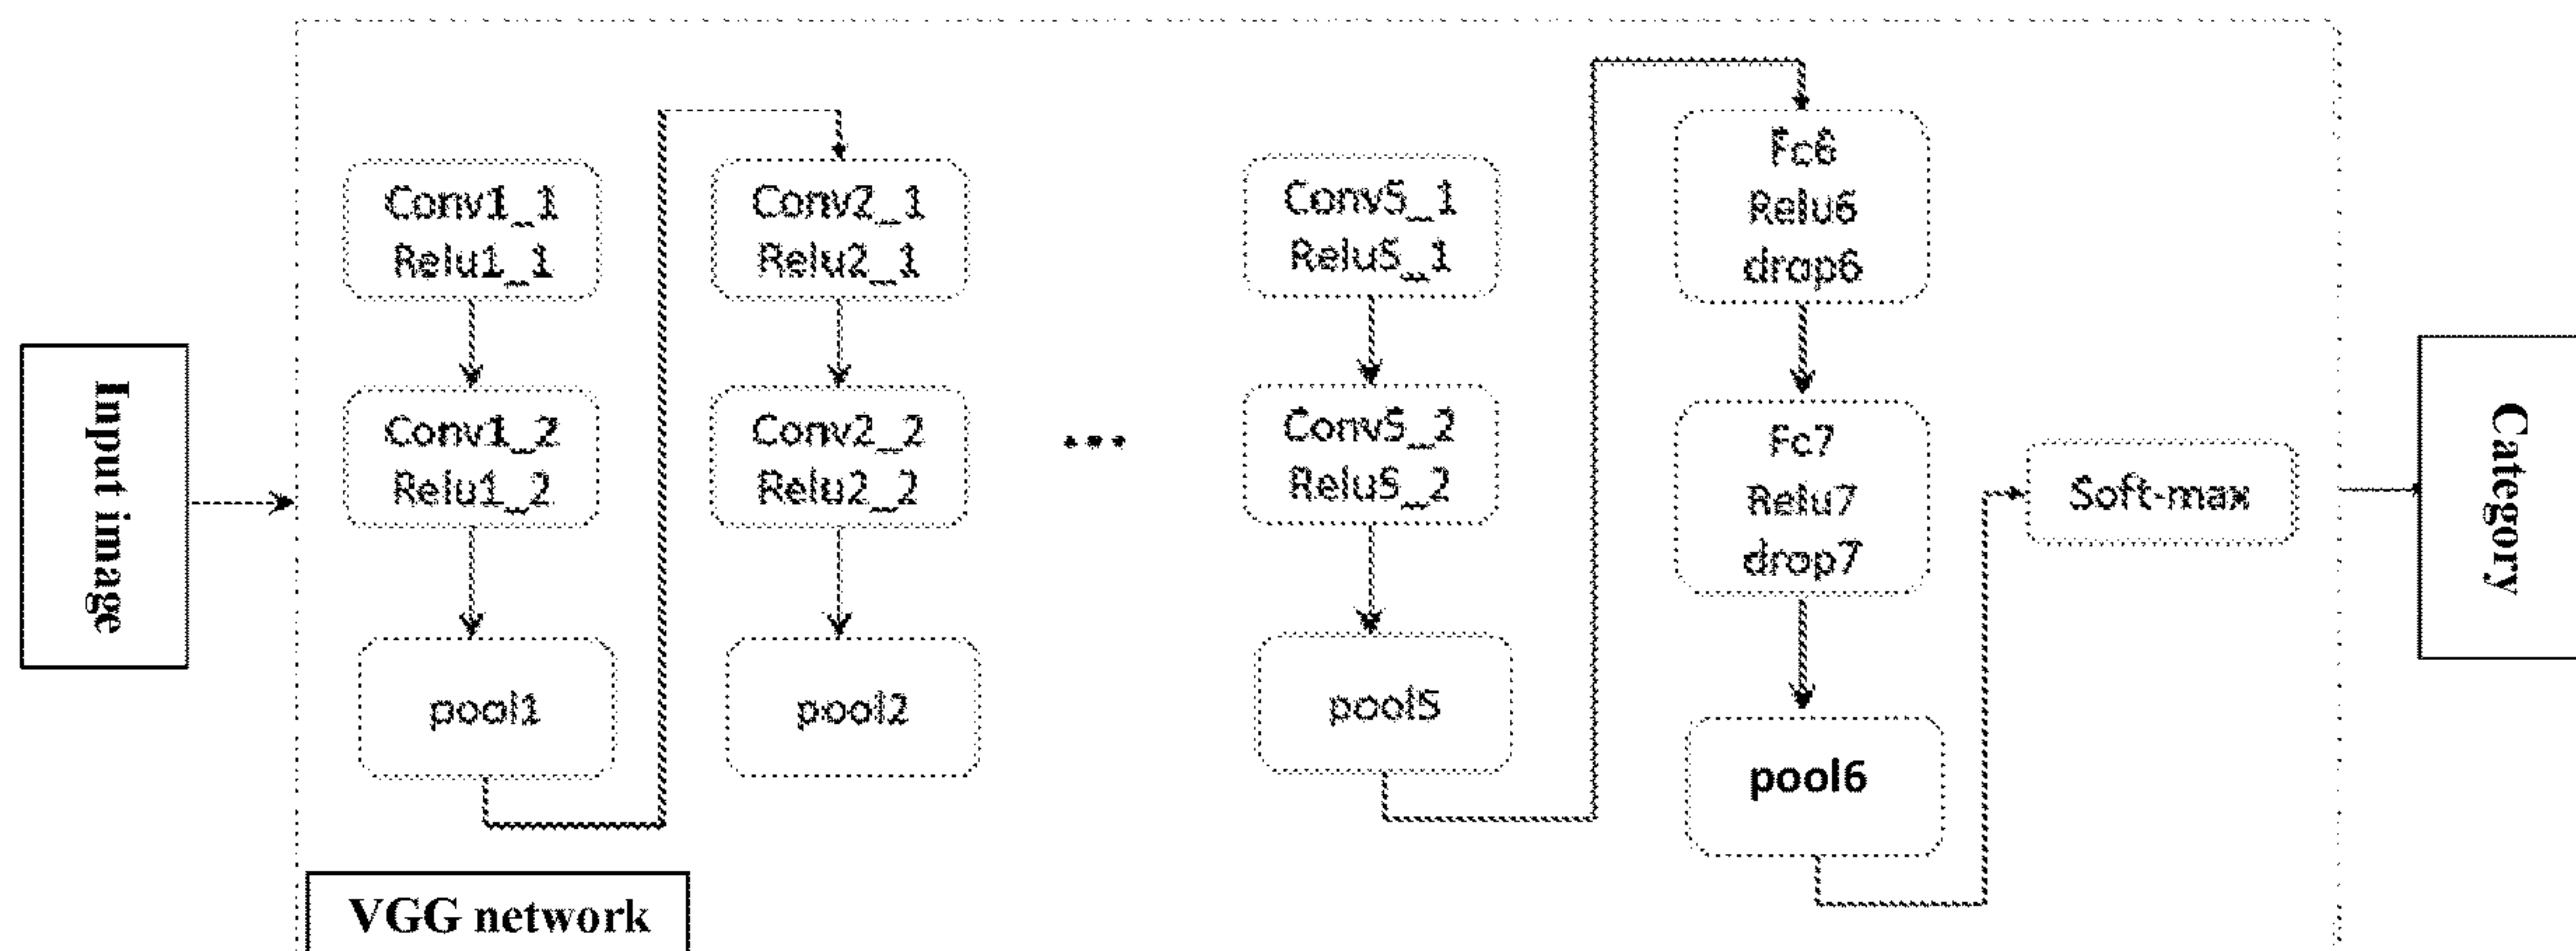 Input image
Conv1_1
Relu1_1
Conv1_2
Relu1_2
pool1
Conv2_1
Relu2_1
Conv2_2
Relu2_2
pool2
...
Conv5_1
Relu5_1
Conv5_2
Relu5_2
pool5
Fc6
Relu6
drop6
Fc7
Relu7
drop7
pool6
Soft-max
Category
VGG network